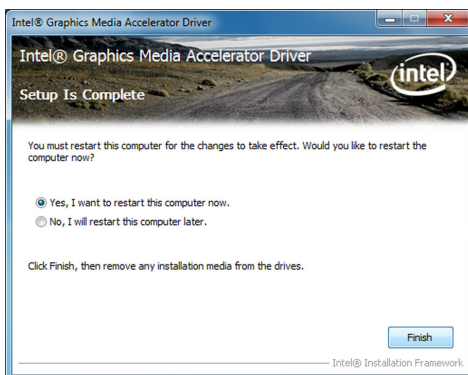 Intel® Graphics Media Accelerator Driver
Intel® Graphics Media Accelerator Driver
intel
Setup Is Complete
You must restart this computer for the changes to take effect. Would you like to restart the
computer now?
Yes, I want to restart this computer now.
No, I will restart this computer later.
Click Finish, then remove any installation media from the drives.
Finish
Intel® Installation Framework